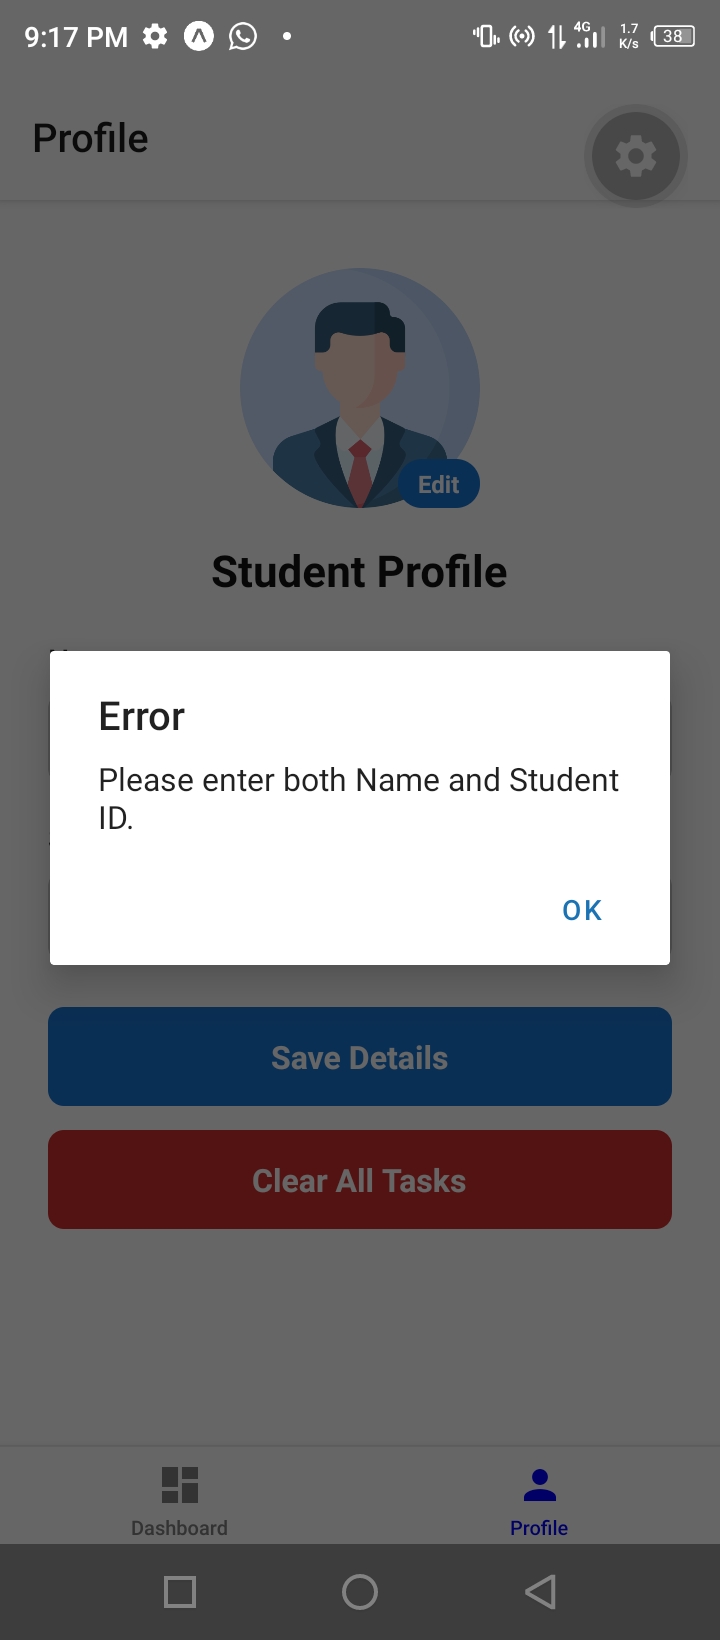 9:17 PM
4G
1.7
K/s
38
Profile
Edit
Student Profile
Error
Please enter both Name and Student
ID.
OK
Save Details
Clear All Tasks
Dashboard
Profile